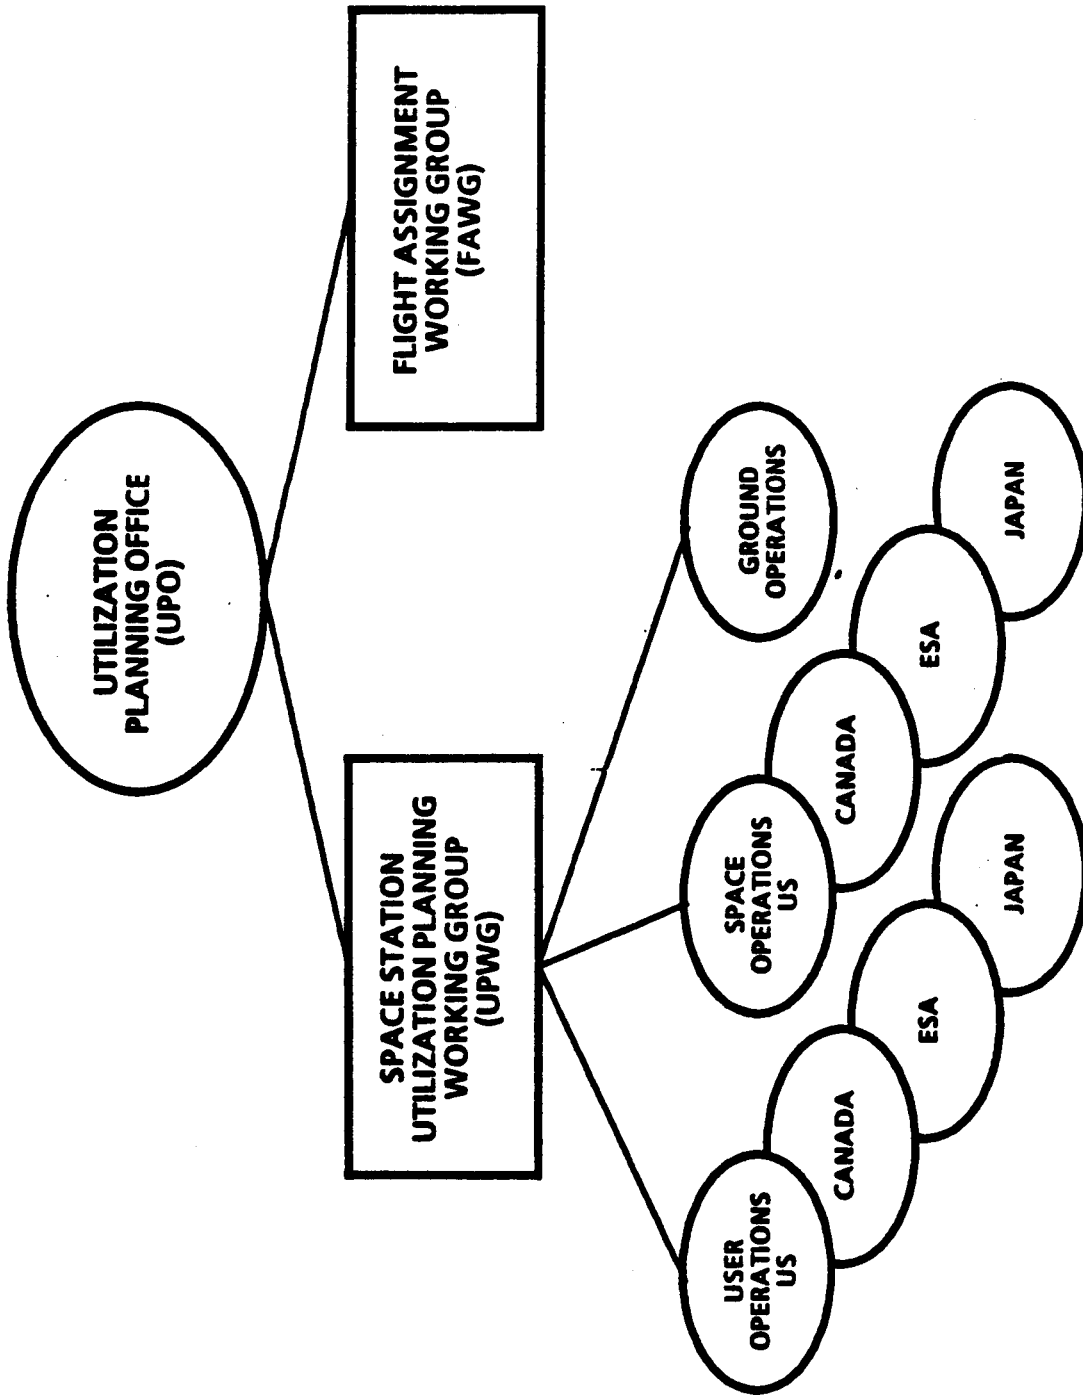 UTILIZATION
PLANNING OFFICE
(UPO)
SPACE STATION
UTILIZATION PLANNING
WORKING GROUP
(UPWG)
FLIGHT ASSIGNMENT
WORKING GROUP
(FAWG)
USER
OPERATIONS
US
CANADA
ESA
JAPAN
SPACE
OPERATIONS
US
CANADA
ESA
JAPAN
GROUND
OPERATIONS